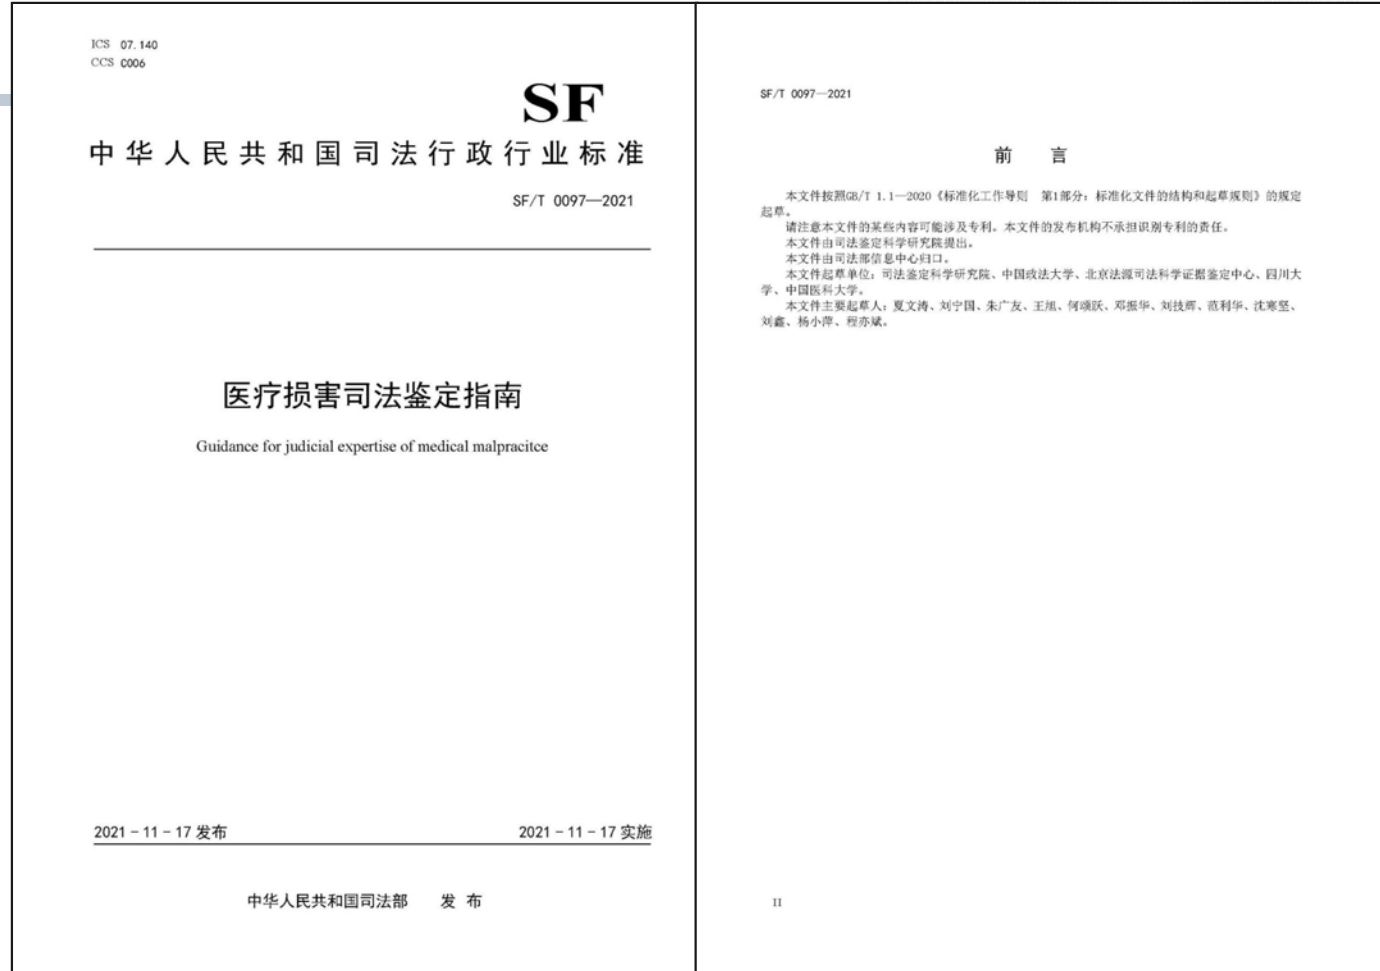 ICS 07.140
CCS C006
SF
中华人民共和国司法行政行业标准
SF/T 0097—2021
医疗损害司法鉴定指南
Guidance for judicial expertise of medical malpracitce
2021-11-17 发布
2021-11-17 实施
中华人民共和国司法部 发 布
SF/T 0097—2021
前 言
本文件按照GB/T 1.1—2020《标准化工作导则 第1部分：标准化文件的结构和起草规则》的规定
起草。
请注意本文件的某些内容可能涉及专利。本文件的发布机构不承担识别专利的责任。
本文件由司法鉴定科学研究院提出。
本文件由司法部信息中心归口。
本文件起草单位：司法鉴定科学研究院、中国政法大学、北京法源司法科学证据鉴定中心、四川大
学、中国医科大学。
本文件主要起草人：夏文涛、刘宁国、朱广友、王旭、何颂跃、邓振华、刘技辉、范利华、沈寒坚、
刘鑫、杨小萍、程亦斌。
II